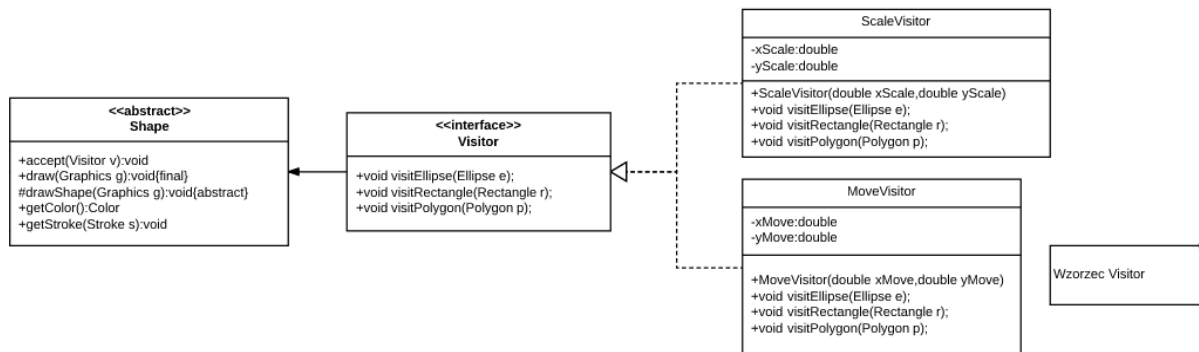 <<abstract>>
Shape
+accept(Visitor v):void
+draw(Graphics g):void{final}
#drawShape(Graphics g):void{abstract}
+getColor():Color
+getStroke(Stroke s):void
<<interface>>
Visitor
+void visitEllipse(Ellipse e);
+void visitRectangle(Rectangle r);
+void visitPolygon(Polygon p);
ScaleVisitor
-xScale:double
-yScale:double
+ScaleVisitor(double xScale,double yScale)
+void visitEllipse(Ellipse e);
+void visitRectangle(Rectangle r);
+void visitPolygon(Polygon p);
MoveVisitor
-xMove:double
-yMove:double
+MoveVisitor(double xMove,double yMove)
+void visitEllipse(Ellipse e);
+void visitRectangle(Rectangle r);
+void visitPolygon(Polygon p);
Wzorzec Visitor